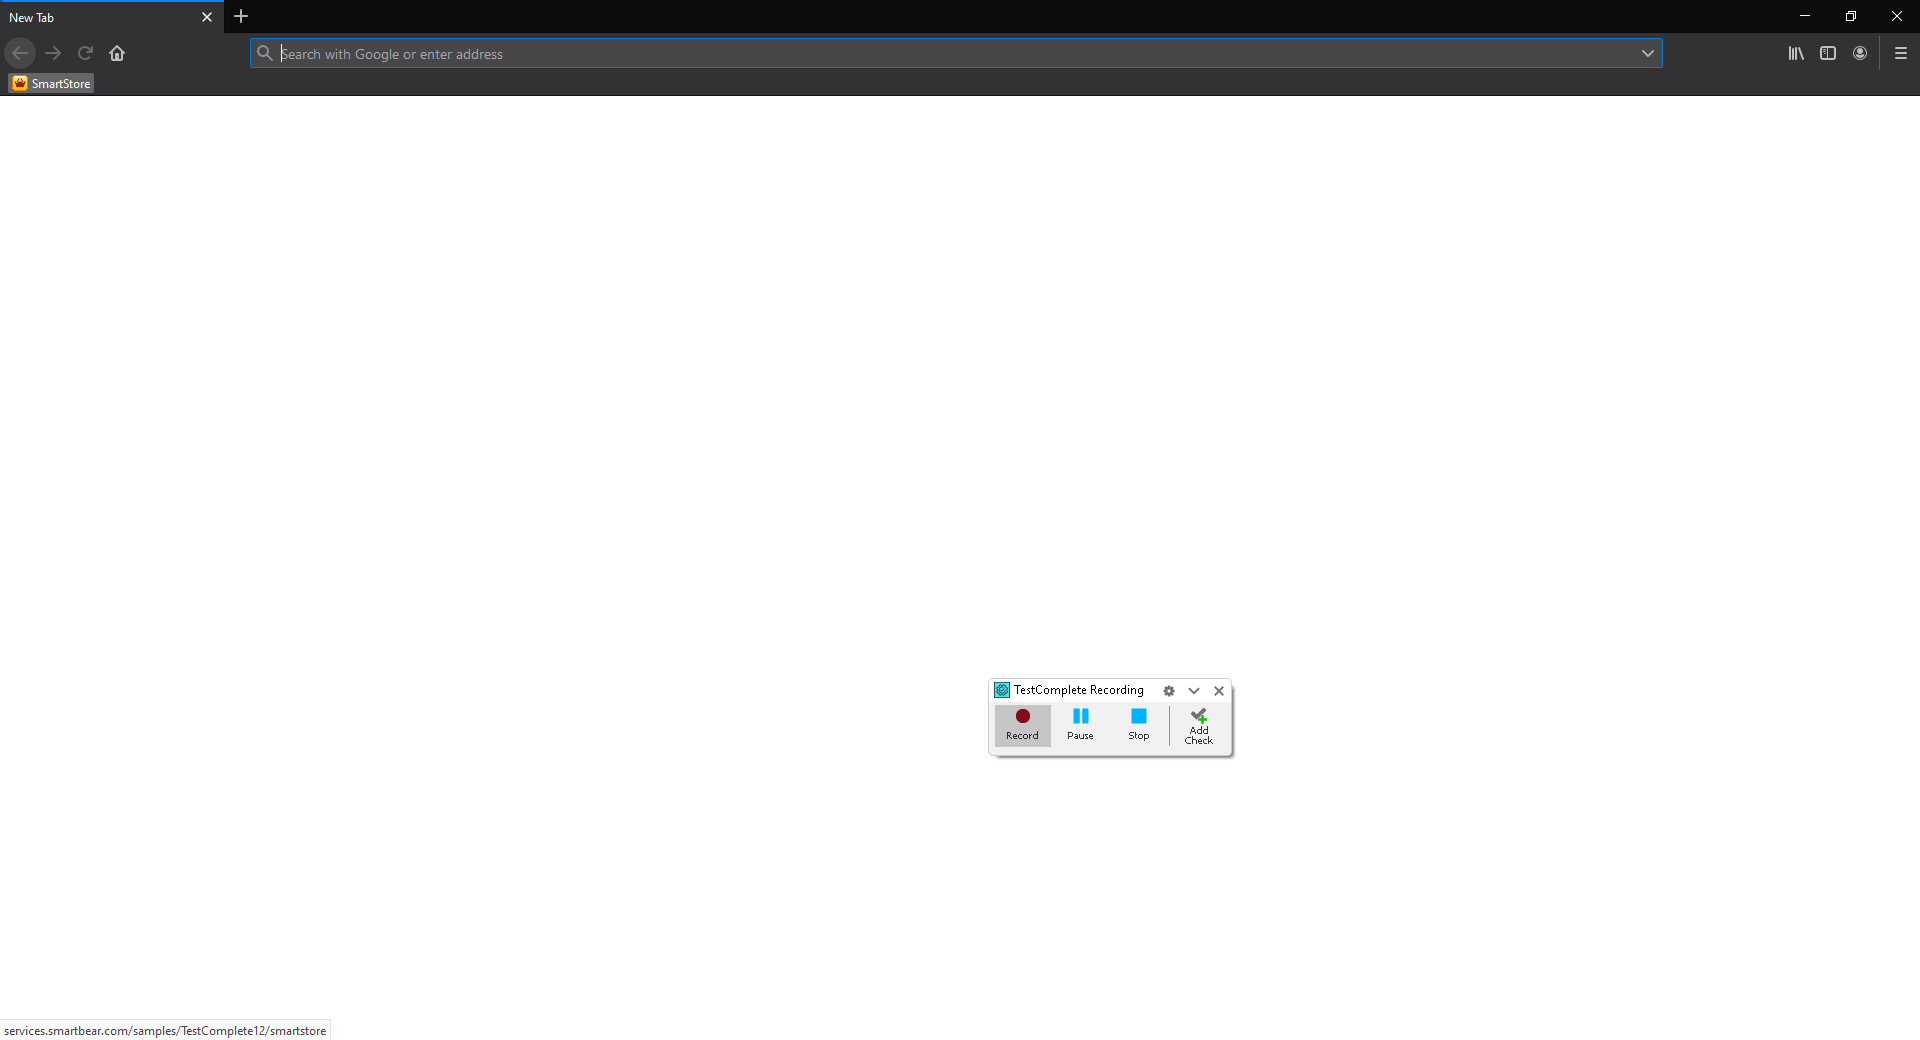 New Tab
Search with Google or enter address
SmartStore
TestComplete Recording
Record
Pause
Stop
Add
Check
services.smartbear.com/samples/TestComplete12/smartstore